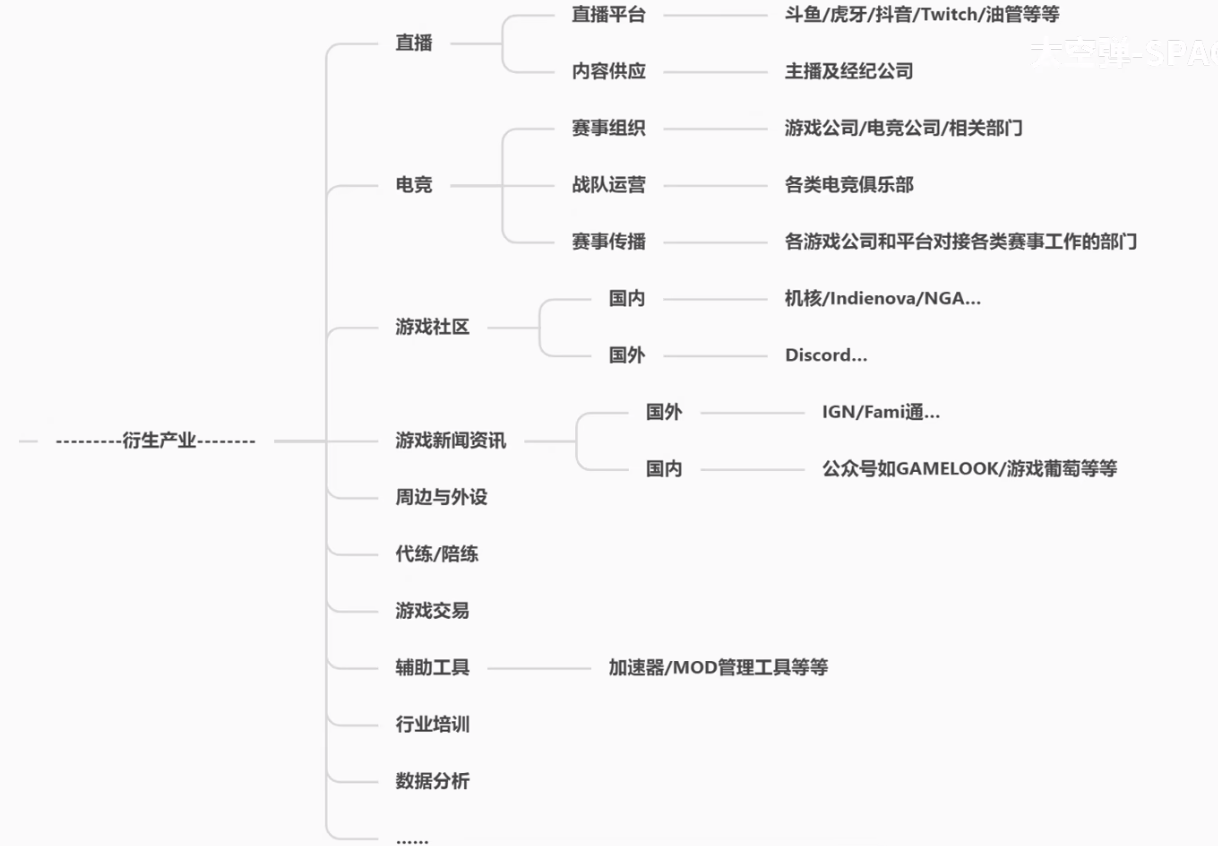 直播平台 斗鱼/虎牙/抖音/Twitch/油管等等
直播
太空弹-SPAC
内容供应 主播及经纪公司
赛事组织 游戏公司/电竞公司/相关部门
电竞 战队运营 各类电竞俱乐部
赛事传播 各游戏公司和平台对接各类赛事工作的部门
国内 机核/Indienova/NGA...
游戏社区
国外 Discord...
国外 IGN/Fami通...
---------衍生产业-------- 游戏新闻资讯
国内 公众号如GAMELOOK/游戏葡萄等等
周边与外设
代练/陪练
游戏交易
辅助工具 加速器/MOD管理工具等等
行业培训
数据分析
......